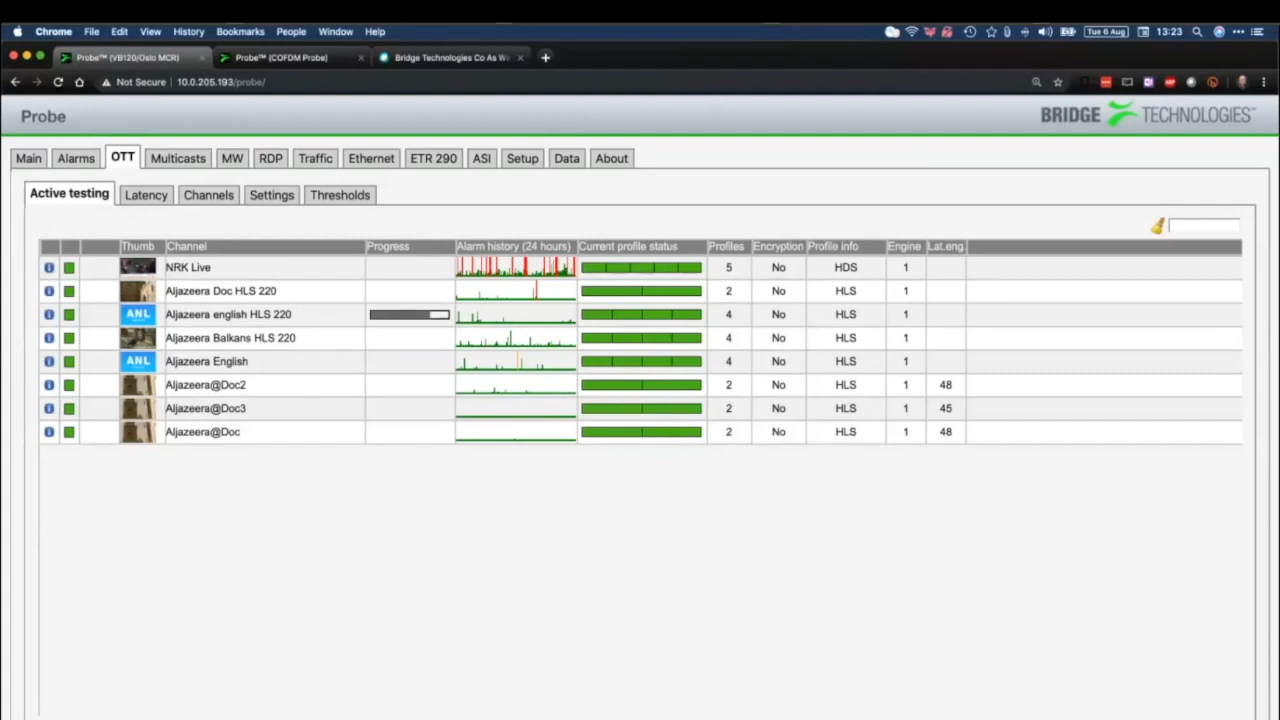 Chrome File Edit View History Bookmarks People Window Help Tue 6 Aug 13:23
Probe™ (VB120/Oslo MCR) Probe™ (COFDM Probe) Bridge Technologies Co As W
Not Secure 10.0.205.193/probe/
Probe BRIDGE TECHNOLOGIES
Main Alarms OTT Multicasts MW RDP Traffic Ethernet ETR 290 ASI Setup Data About
Active testing Latency Channels Settings Thresholds
Thumb Channel Progress Alarm history (24 hours) Current profile status Profiles Encryption Profile info Engine Lat.eng.
NRK Live 5 No HDS 1
Aljazeera Doc HLS 220 2 No HLS 1
ANL Aljazeera english HLS 220 4 No HLS 1
Aljazeera Balkans HLS 220 4 No HLS 1
ANL Aljazeera English 4 No HLS 1
Aljazeera@Doc2 2 No HLS 1 48
Aljazeera@Doc3 2 No HLS 1 45
Aljazeera@Doc 2 No HLS 1 48